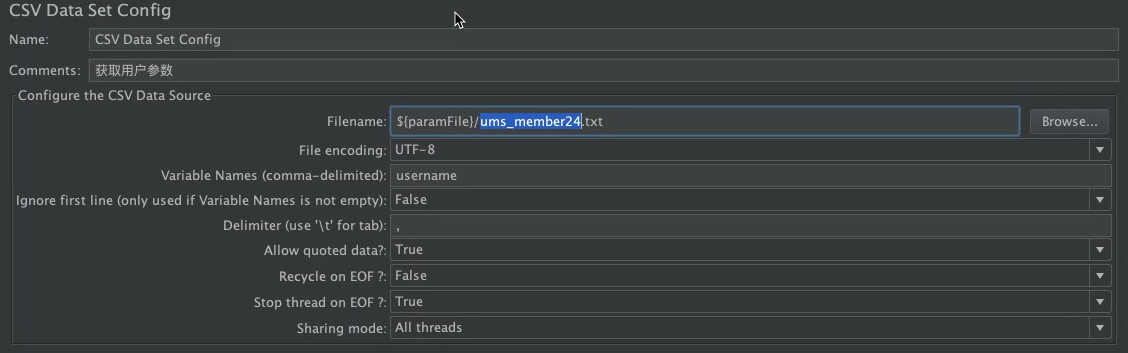 CSV Data Set Config
Name: CSV Data Set Config
Comments: 获取用户参数
Configure the CSV Data Source
Filename: ${paramFile}/ums_member24.txt Browse...
File encoding: UTF-8
Variable Names (comma-delimited): username
Ignore first line (only used if Variable Names is not empty): False
Delimiter (use '\t' for tab): ,
Allow quoted data?: True
Recycle on EOF ?: False
Stop thread on EOF ?: True
Sharing mode: All threads